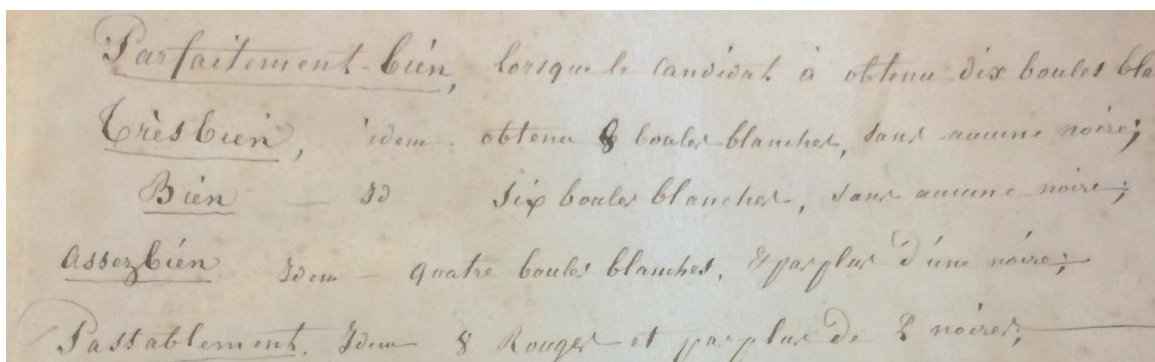 Parfaitement-bien, lorsque le candidat à obtenu dix boules bla
Très bien, idem. obtenu 8 boules blanches, sans aucune noire;
Bien — Id six boules blanches, sans aucune noire;
Assez bien Idem — quatre boules blanches, & pas plus d'une noire;
Passablement. Idem 8 Rouges et pas plus de 2 noires;